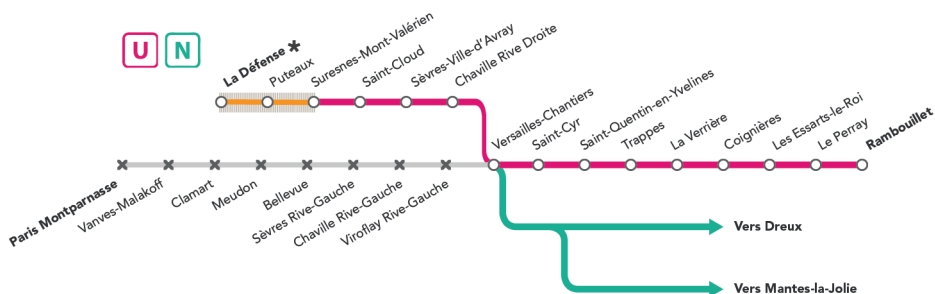 U N
La Défense *
Puteaux
Suresnes-Mont-Valérien
Saint-Cloud
Sèvres-Ville-d'Avray
Chaville Rive Droite
Versailles-Chantiers
Saint-Cyr
Saint-Quentin-en-Yvelines
Trappes
La Verrière
Coignières
Les Essarts-le-Roi
Le Perray
Rambouillet
Paris Montparnasse
Vanves-Malakoff
Clamart
Meudon
Bellevue
Sèvres Rive-Gauche
Chaville Rive-Gauche
Viroflay Rive-Gauche
Vers Dreux
Vers Mantes-la-Jolie